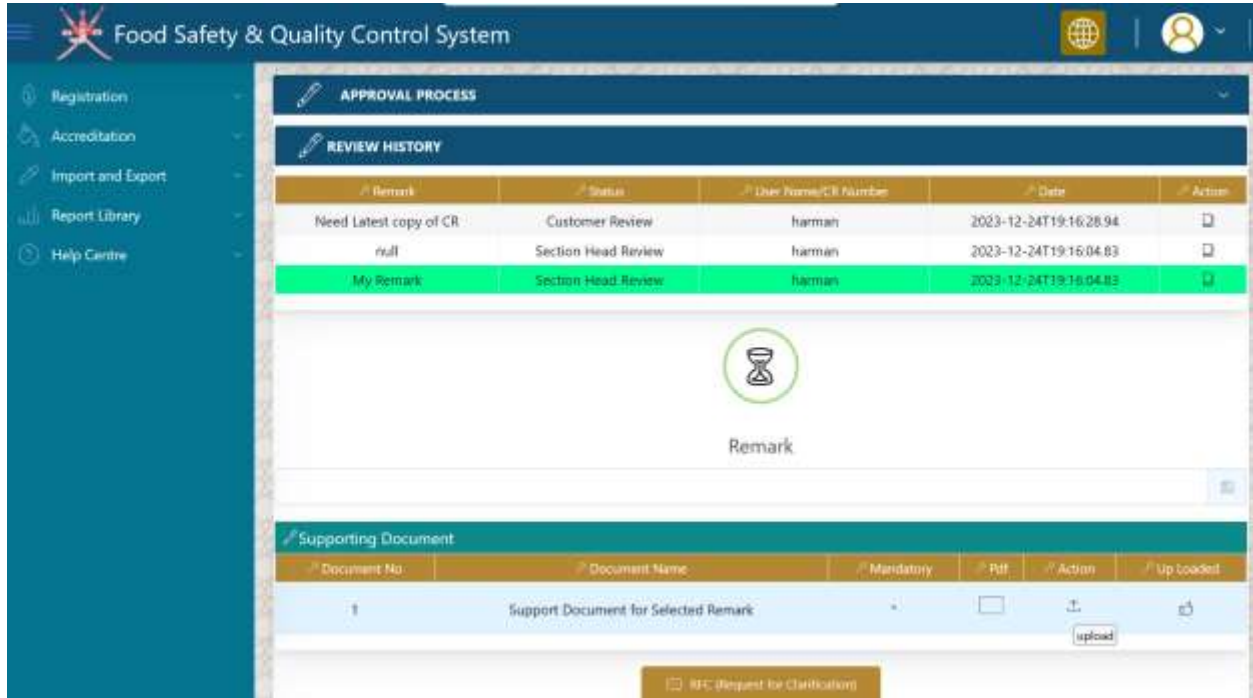 Food Safety & Quality Control System
Registration
Accreditation
Import and Export
Report Library
Help Centre
APPROVAL PROCESS
REVIEW HISTORY
Remark Status User Name/CR Number Date Action
Need Latest copy of CR Customer Review harman 2023-12-24T19:16:28.94
null Section Head Review harman 2023-12-24T19:16:04.83
My Remark Section Head Review harman 2023-12-24T19:16:04.83
Remark
Supporting Document
Document No Document Name Mandatory Pdf Action Up Loaded
1 Support Document for Selected Remark
upload
RFC (Request for Clarification)